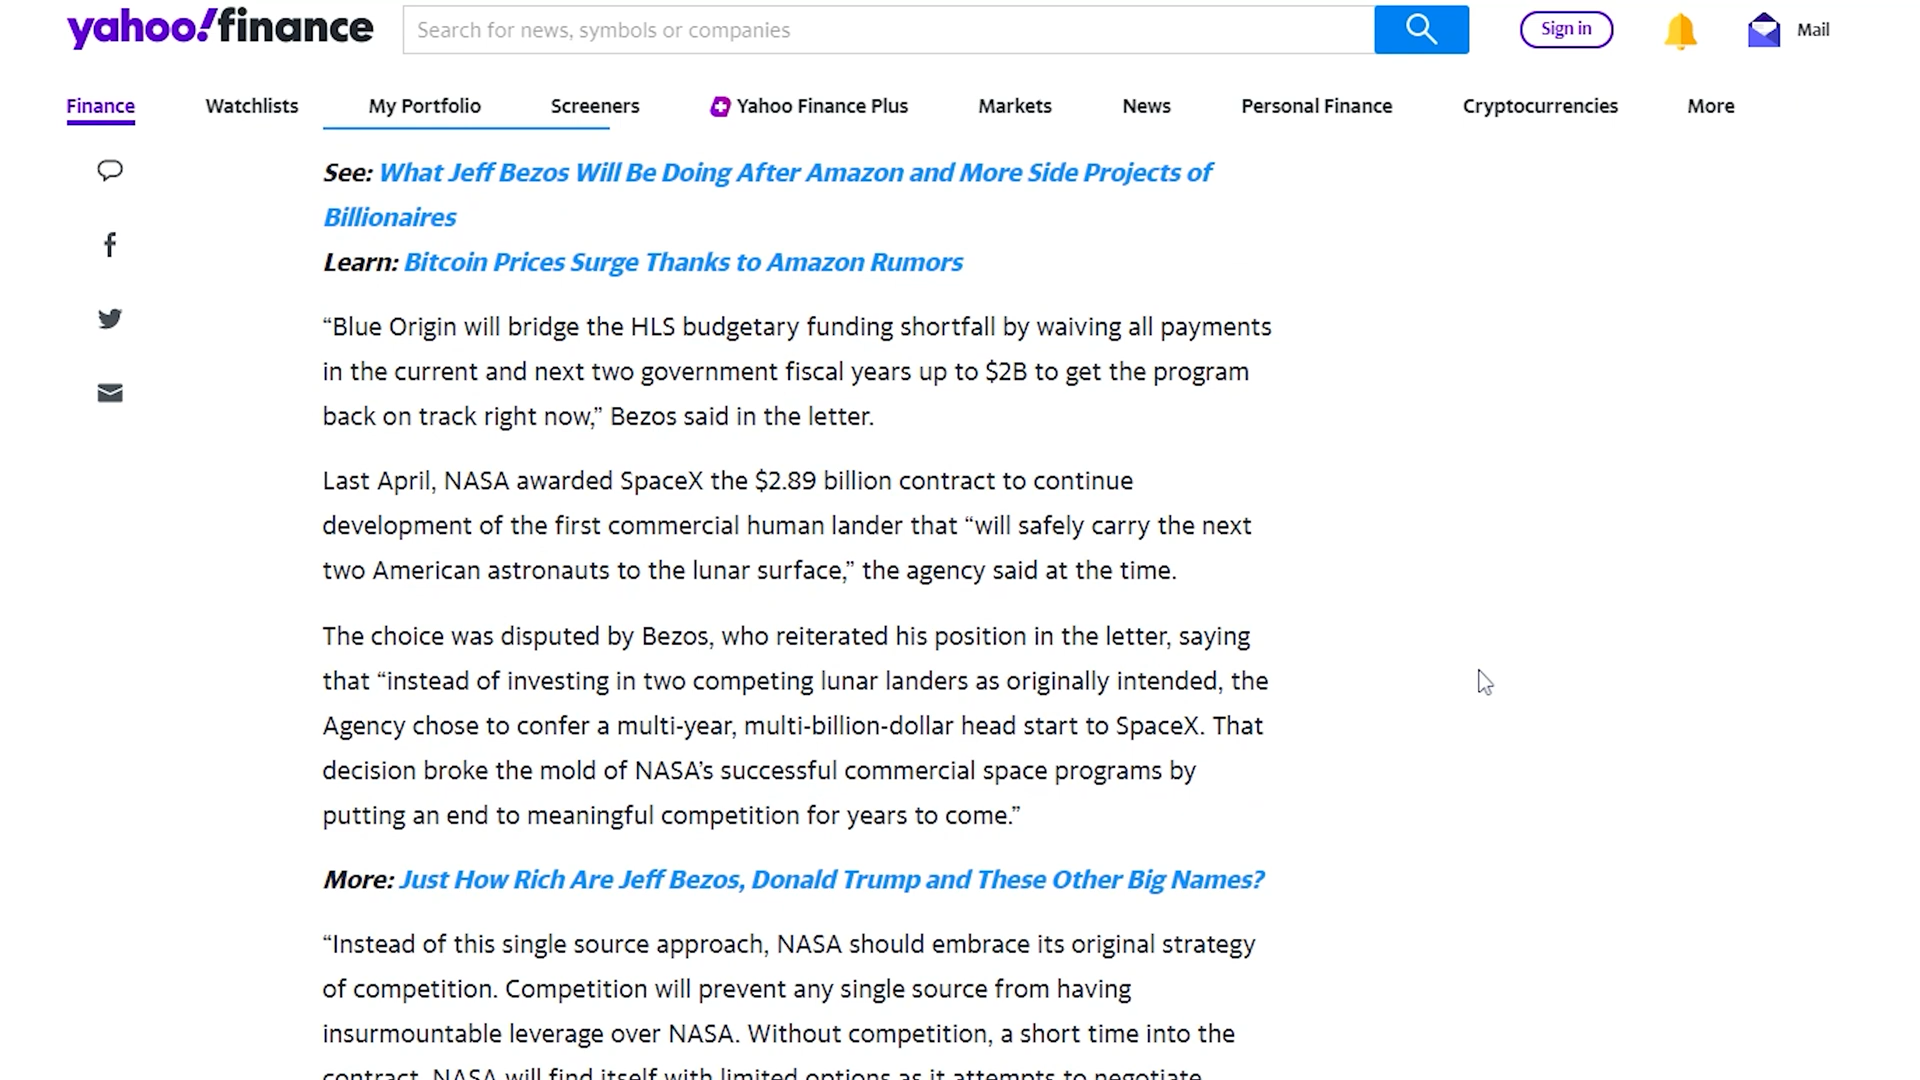 yahoo!finance
Search for news, symbols or companies
Sign in
Mail
Finance
Watchlists
My Portfolio
Screeners
Yahoo Finance Plus
Markets
News
Personal Finance
Cryptocurrencies
More
See: What Jeff Bezos Will Be Doing After Amazon and More Side Projects of
Billionaires
Learn: Bitcoin Prices Surge Thanks to Amazon Rumors
“Blue Origin will bridge the HLS budgetary funding shortfall by waiving all payments
in the current and next two government fiscal years up to $2B to get the program
back on track right now,” Bezos said in the letter.
Last April, NASA awarded SpaceX the $2.89 billion contract to continue
development of the first commercial human lander that “will safely carry the next
two American astronauts to the lunar surface,” the agency said at the time.
The choice was disputed by Bezos, who reiterated his position in the letter, saying
that “instead of investing in two competing lunar landers as originally intended, the
Agency chose to confer a multi-year, multi-billion-dollar head start to SpaceX. That
decision broke the mold of NASA’s successful commercial space programs by
putting an end to meaningful competition for years to come.”
More: Just How Rich Are Jeff Bezos, Donald Trump and These Other Big Names?
“Instead of this single source approach, NASA should embrace its original strategy
of competition. Competition will prevent any single source from having
insurmountable leverage over NASA. Without competition, a short time into the
contract, NASA will find itself with limited options as it attempts to negotiate